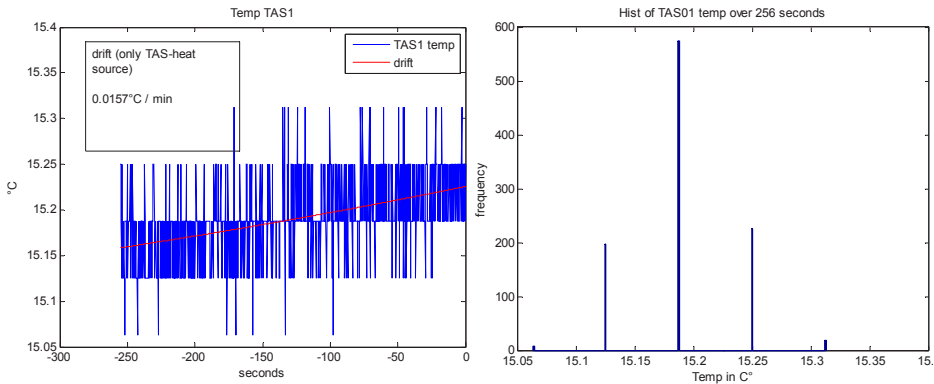 Temp TAS1
15.4
15.35
15.3
15.25
15.2
15.15
15.1
15.05
°C
drift (only TAS-heat
source)
0.0157°C / min
TAS1 temp
drift
-300
-250
-200
-150
-100
-50
0
seconds
Hist of TAS01 temp over 256 seconds
600
500
400
300
200
100
0
frequency
15.05
15.1
15.15
15.2
15.25
15.3
15.35
15.
Temp in C°